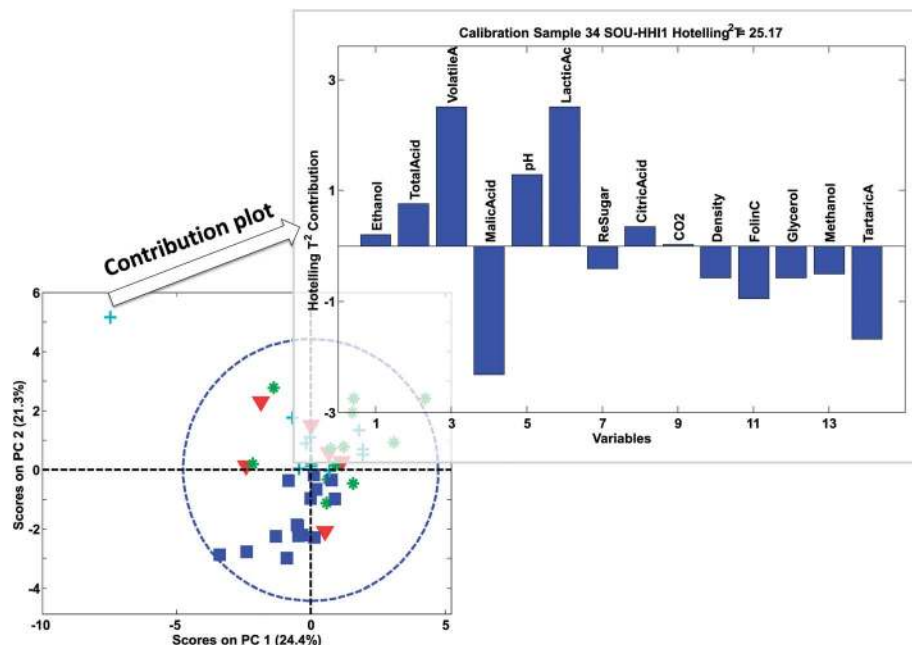 Calibration Sample 34 SOU-HHI1 Hotelling T² = 25.17
Hotelling T² Contribution
3
1
-1
-3
Ethanol
TotalAcid
VolatileA
MalicAcid
pH
LacticAc
ReSugar
CitricAcid
CO2
Density
FolinC
Glycerol
Methanol
TartaricA
1 3 5 7 9 11 13
Variables
Contribution plot
Scores on PC 2 (21.3%)
6
4
2
0
-2
-4
-10 -5 0 5
Scores on PC 1 (24.4%)